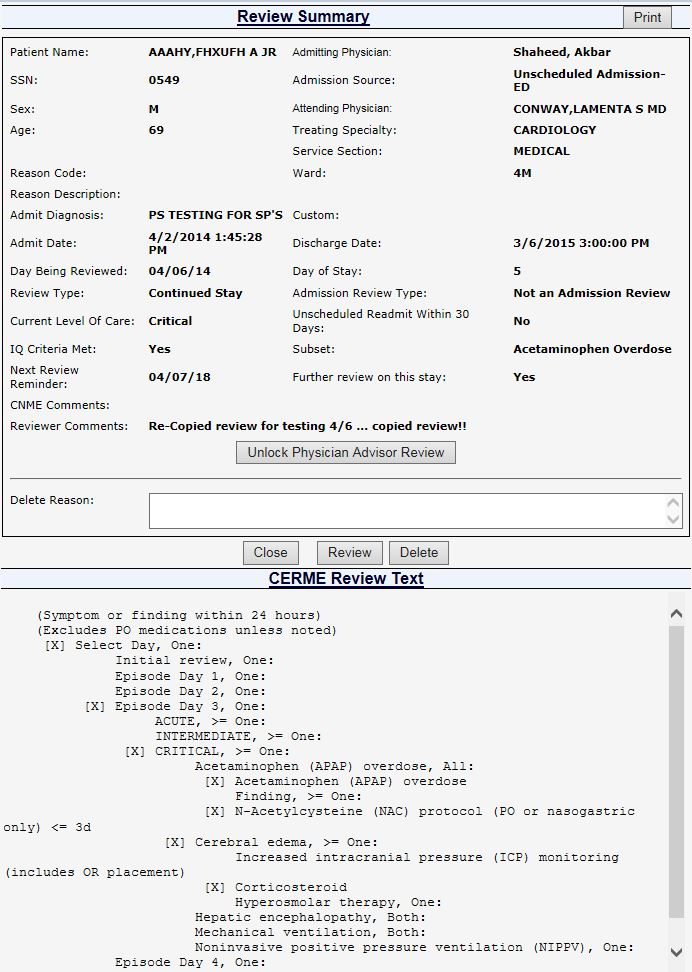 Review Summary
Print
Patient Name: AAAHY,FHXUFH A JR Admitting Physician: Shaheed, Akbar
SSN: 0549 Admission Source: Unscheduled Admission-
ED
Sex: M Attending Physician: CONWAY,LAMENTA S MD
Age: 69 Treating Specialty: CARDIOLOGY
Service Section: MEDICAL
Reason Code: Ward: 4M
Reason Description:
Admit Diagnosis: PS TESTING FOR SP'S Custom:
Admit Date: 4/2/2014 1:45:28
PM Discharge Date: 3/6/2015 3:00:00 PM
Day Being Reviewed: 04/06/14 Day of Stay: 5
Review Type: Continued Stay Admission Review Type: Not an Admission Review
Current Level Of Care: Critical Unscheduled Readmit Within 30
Days: No
IQ Criteria Met: Yes Subset: Acetaminophen Overdose
Next Review
Reminder: 04/07/18 Further review on this stay: Yes
CNME Comments:
Reviewer Comments: Re-Copied review for testing 4/6 ... copied review!!
Unlock Physician Advisor Review
Delete Reason:
Close Review Delete
CERME Review Text
(Symptom or finding within 24 hours)
(Excludes PO medications unless noted)
[X] Select Day, One:
Initial review, One:
Episode Day 1, One:
Episode Day 2, One:
[X] Episode Day 3, One:
ACUTE, >= One:
INTERMEDIATE, >= One:
[X] CRITICAL, >= One:
Acetaminophen (APAP) overdose, All:
[X] Acetaminophen (APAP) overdose
Finding, >= One:
[X] N-Acetylcysteine (NAC) protocol (PO or nasogastric
only) <= 3d
[X] Cerebral edema, >= One:
Increased intracranial pressure (ICP) monitoring
(includes OR placement)
[X] Corticosteroid
Hyperosmolar therapy, One:
Hepatic encephalopathy, Both:
Mechanical ventilation, Both:
Noninvasive positive pressure ventilation (NIPPV), One:
Episode Day 4, One: